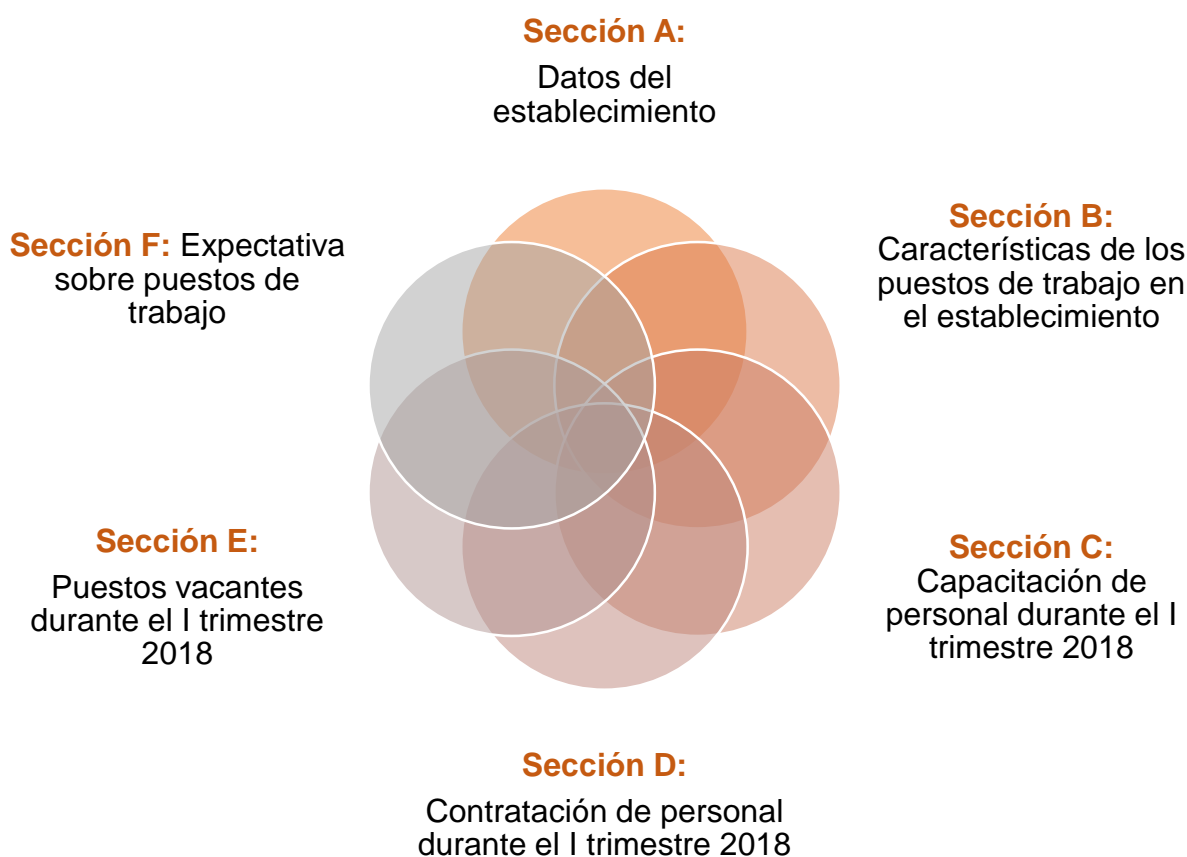 Sección A:
Datos del
establecimiento
Sección B:
Características de los
puestos de trabajo en
el establecimiento
Sección C:
Capacitación de
personal durante el I
trimestre 2018
Sección D:
Contratación de personal
durante el I trimestre 2018
Sección E:
Puestos vacantes
durante el I trimestre
2018
Sección F: Expectativa
sobre puestos de
trabajo